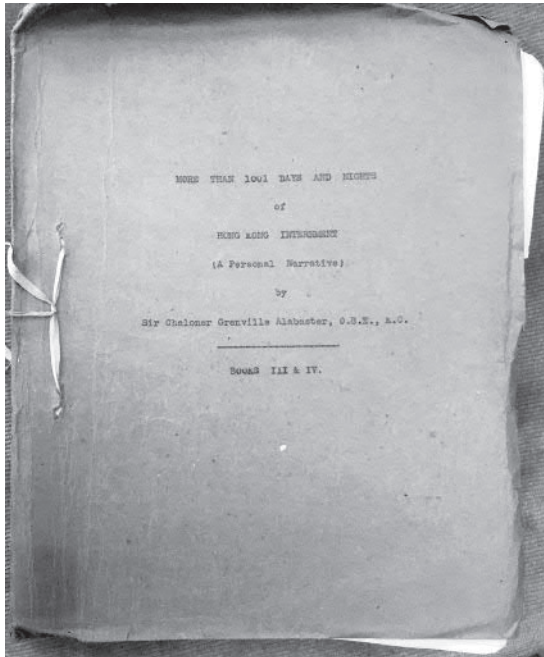 MORE THAN 1001 DAYS AND NIGHTS
of
HONG KONG INTERNMENT
(A Personal Narrative)
by
Sir Chaloner Grenville Alabaster, O.B.E., K.C.
BOOKS III & IV.